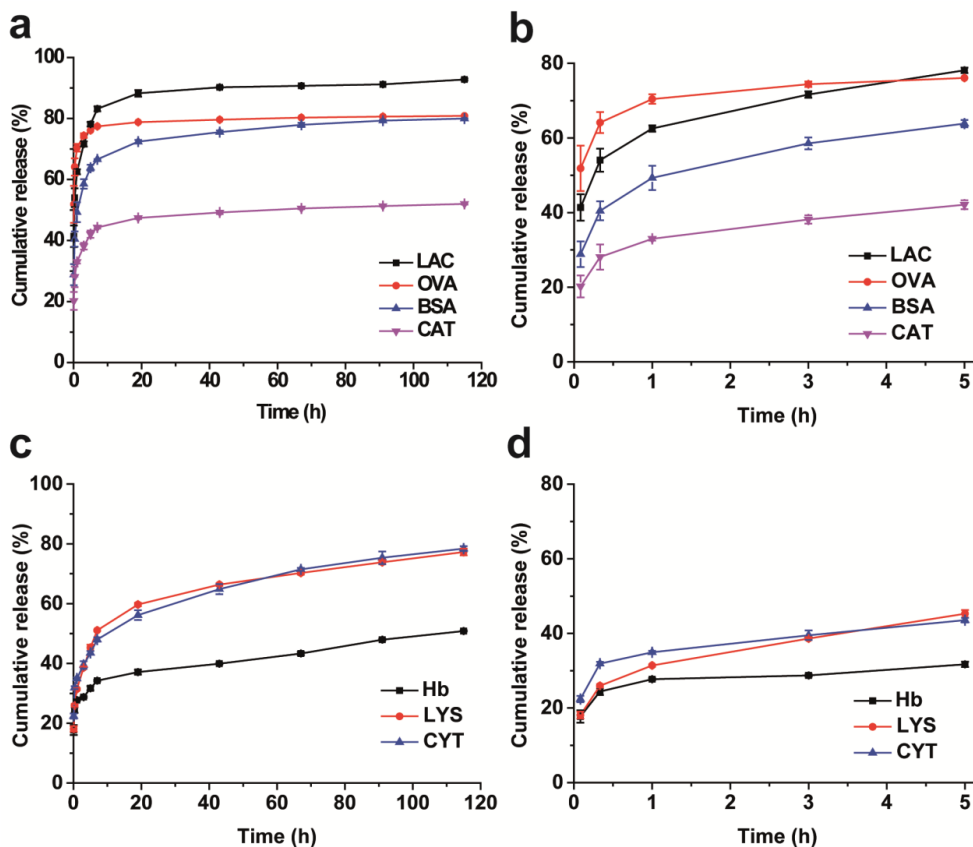 a
Cumulative release (%)
100
80
60
40
20
0
LAC
OVA
BSA
CAT
0 20 40 60 80 100 120
Time (h)
b
Cumulative release (%)
80
60
40
20
0
LAC
OVA
BSA
CAT
0 1 2 3 4 5
Time (h)
c
Cumulative release (%)
100
80
60
40
20
0
Hb
LYS
CYT
0 20 40 60 80 100 120
Time (h)
d
Cumulative release (%)
80
60
40
20
0
Hb
LYS
CYT
0 1 2 3 4 5
Time (h)